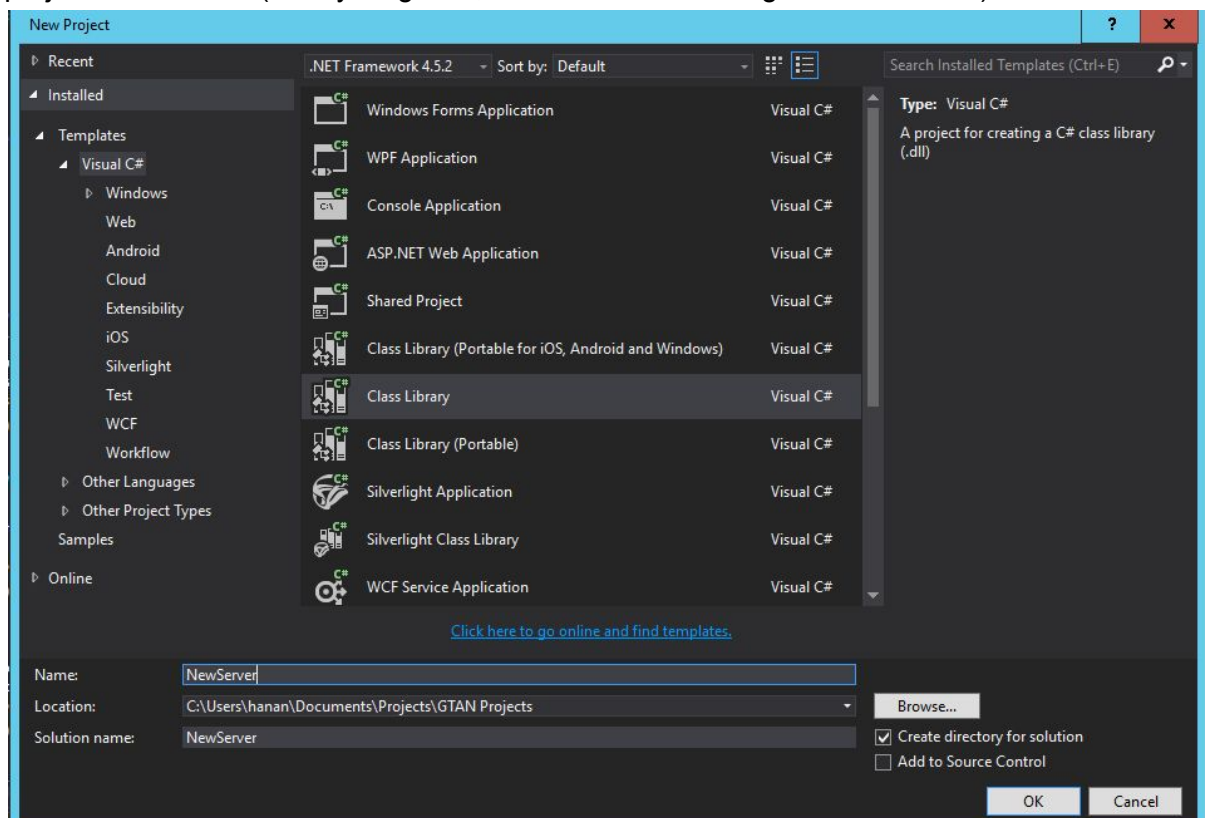 New Project
? x
Recent
Installed
Templates
Visual C#
Windows
Web
Android
Cloud
Extensibility
iOS
Silverlight
Test
WCF
Workflow
Other Languages
Other Project Types
Samples
Online
.NET Framework 4.5.2 Sort by: Default
Windows Forms Application Visual C#
WPF Application Visual C#
Console Application Visual C#
ASP.NET Web Application Visual C#
Shared Project Visual C#
Class Library (Portable for iOS, Android and Windows) Visual C#
Class Library Visual C#
Class Library (Portable) Visual C#
Silverlight Application Visual C#
Silverlight Class Library Visual C#
WCF Service Application Visual C#
Click here to go online and find templates.
Search Installed Templates (Ctrl+E)
Type: Visual C#
A project for creating a C# class library
(.dll)
Name: NewServer
Location: C:\Users\hanan\Documents\Projects\GTAN Projects Browse...
Solution name: NewServer
Create directory for solution
Add to Source Control
OK Cancel